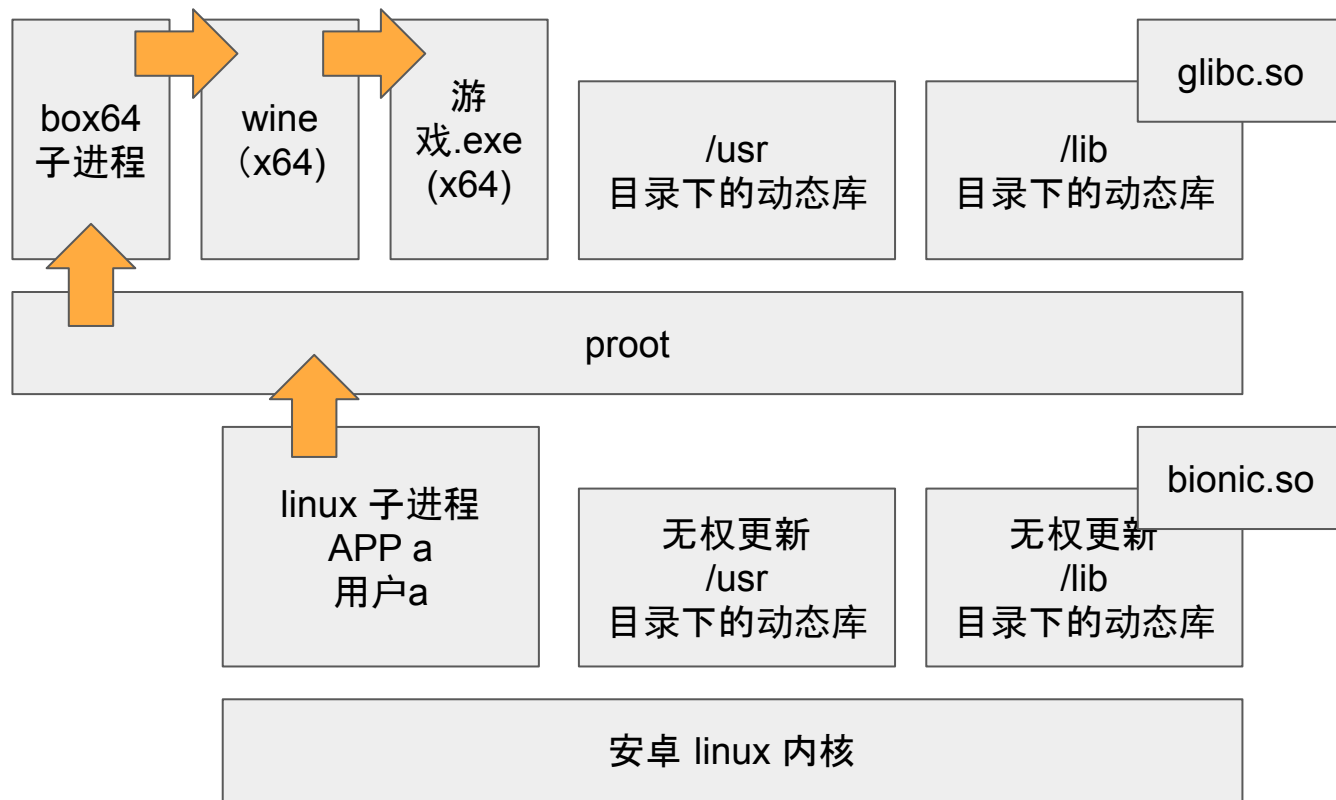 box64
子进程
wine
（x64)
游
戏.exe
(x64)
/usr
目录下的动态库
/lib
目录下的动态库
glibc.so
proot
linux 子进程
APP a
用户a
无权更新
/usr
目录下的动态库
无权更新
/lib
目录下的动态库
bionic.so
安卓 linux 内核